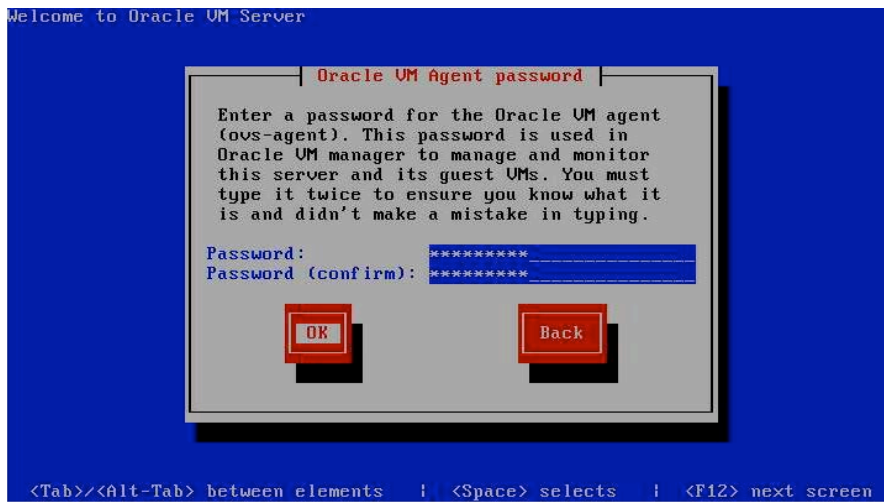 Welcome to Oracle VM Server
Oracle VM Agent password
Enter a password for the Oracle VM agent
(ovs-agent). This password is used in
Oracle VM manager to manage and monitor
this server and its guest VMs. You must
type it twice to ensure you know what it
is and didn't make a mistake in typing.
Password: *********_______________
Password (confirm): *********_______________
OK Back
<Tab>/<Alt-Tab> between elements | <Space> selects | <F12> next screen